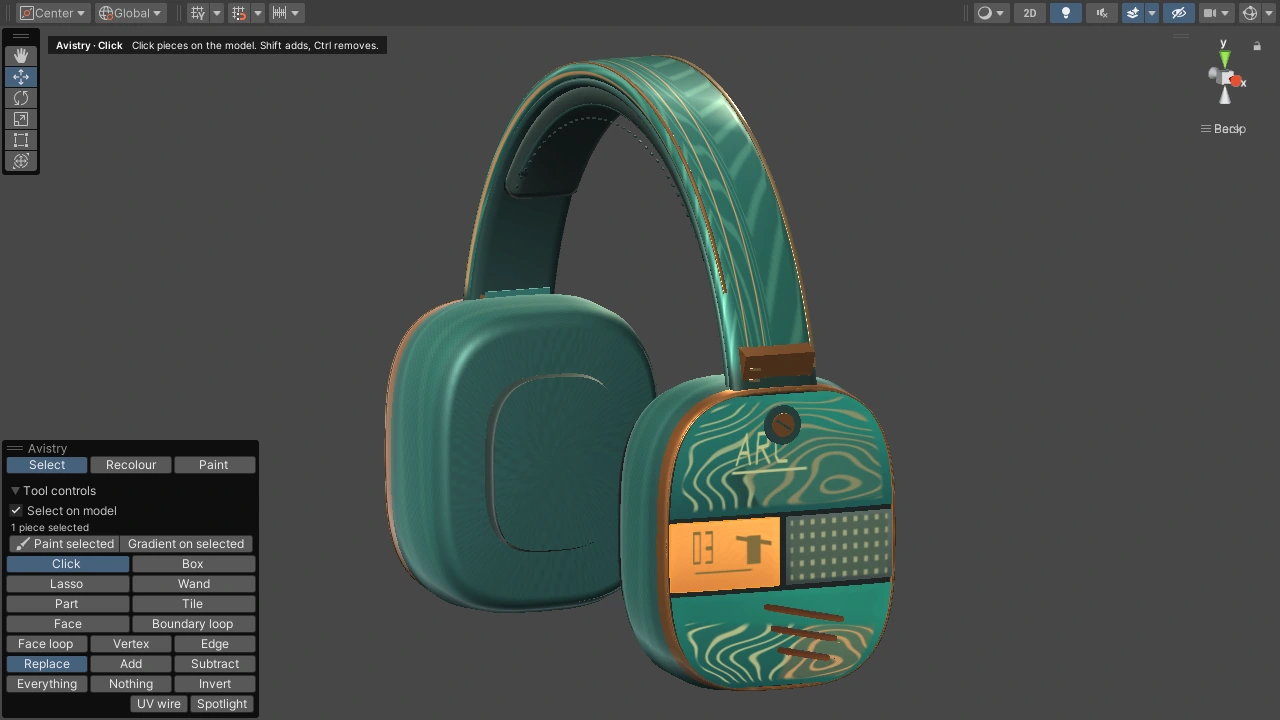 Center
Global
2D
Avistry · Click Click pieces on the model. Shift adds, Ctrl removes.
y
x
ARC
03
Avistry
Select Recolour Paint
Tool controls
Select on model
1 piece selected
Paint selected Gradient on selected
Click Box
Lasso Wand
Part Tile
Face Boundary loop
Face loop Vertex Edge
Replace Add Subtract
Everything Nothing Invert
UV wire Spotlight